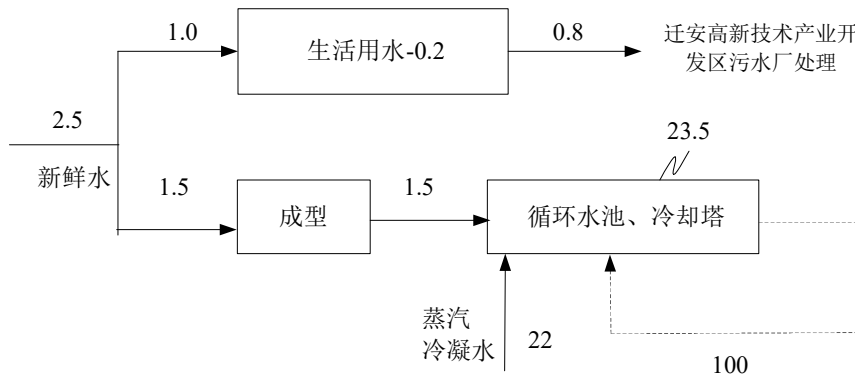 1.0
生活用水-0.2
0.8
迁安高新技术产业开
发区污水厂处理
2.5
新鲜水
23.5
1.5
成型
1.5
循环水池、冷却塔
蒸汽
冷凝水
22
100